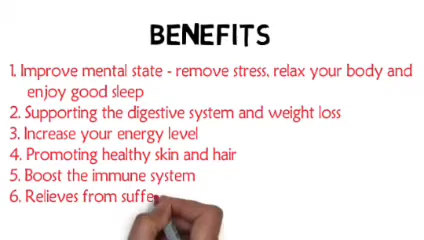 BENEFITS
1. Improve mental state - remove stress, relax your body and
enjoy good sleep
2. Supporting the digestive system and weight loss
3. Increase your energy level
4. Promoting healthy skin and hair
5. Boost the immune system
6. Relieves from suffe